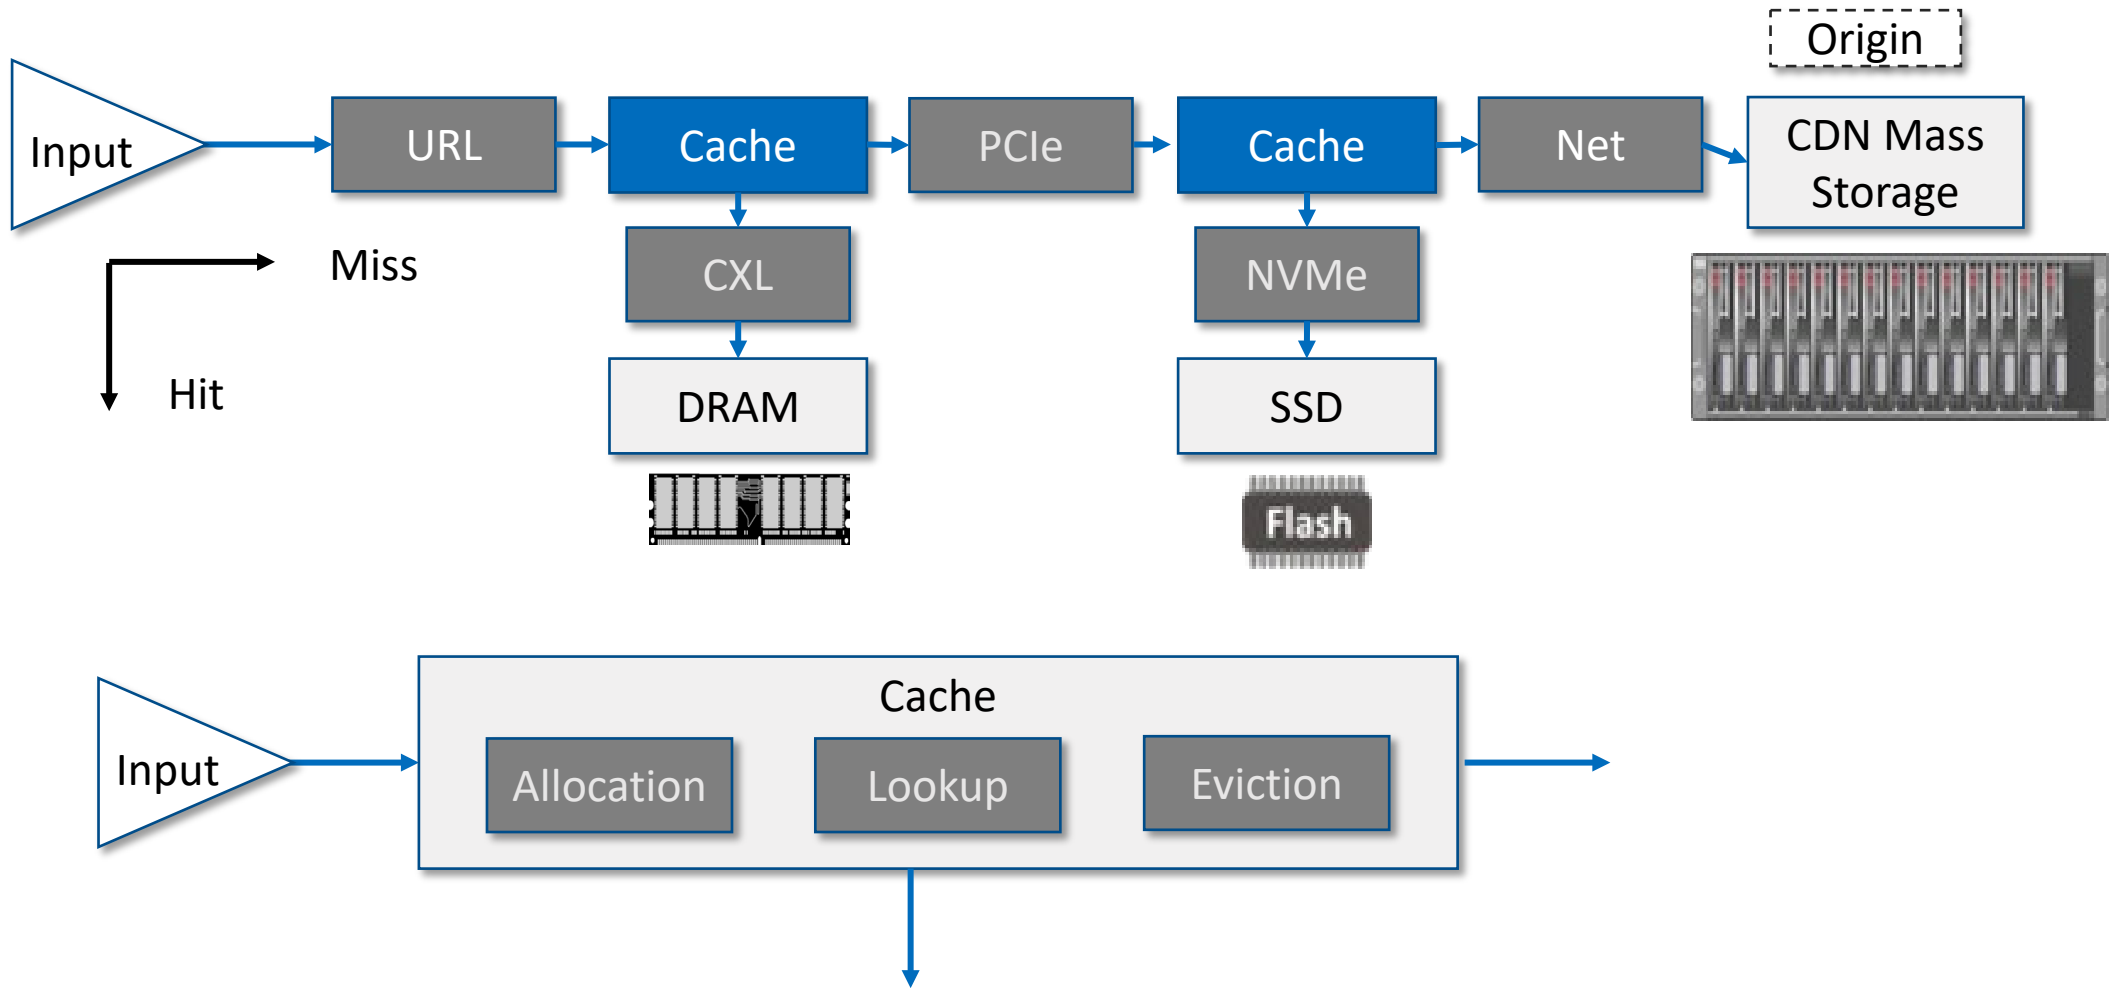 Origin
Input
URL
Cache
PCIe
Cache
Net
CDN Mass
Storage
Miss
CXL
NVMe
Hit
DRAM
SSD
Flash
Cache
Input
Allocation
Lookup
Eviction